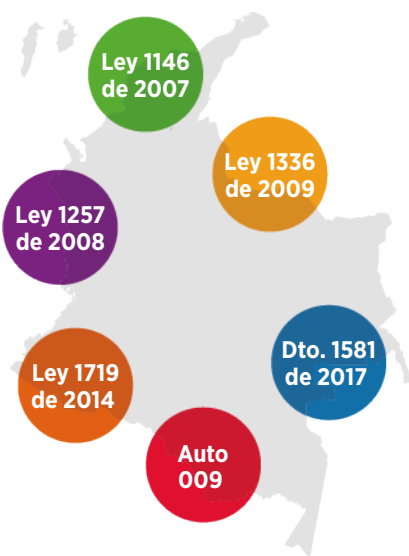 Ley 1146
de 2007
Ley 1336
de 2009
Ley 1257
de 2008
Dto. 1581
de 2017
Ley 1719
de 2014
Auto
009